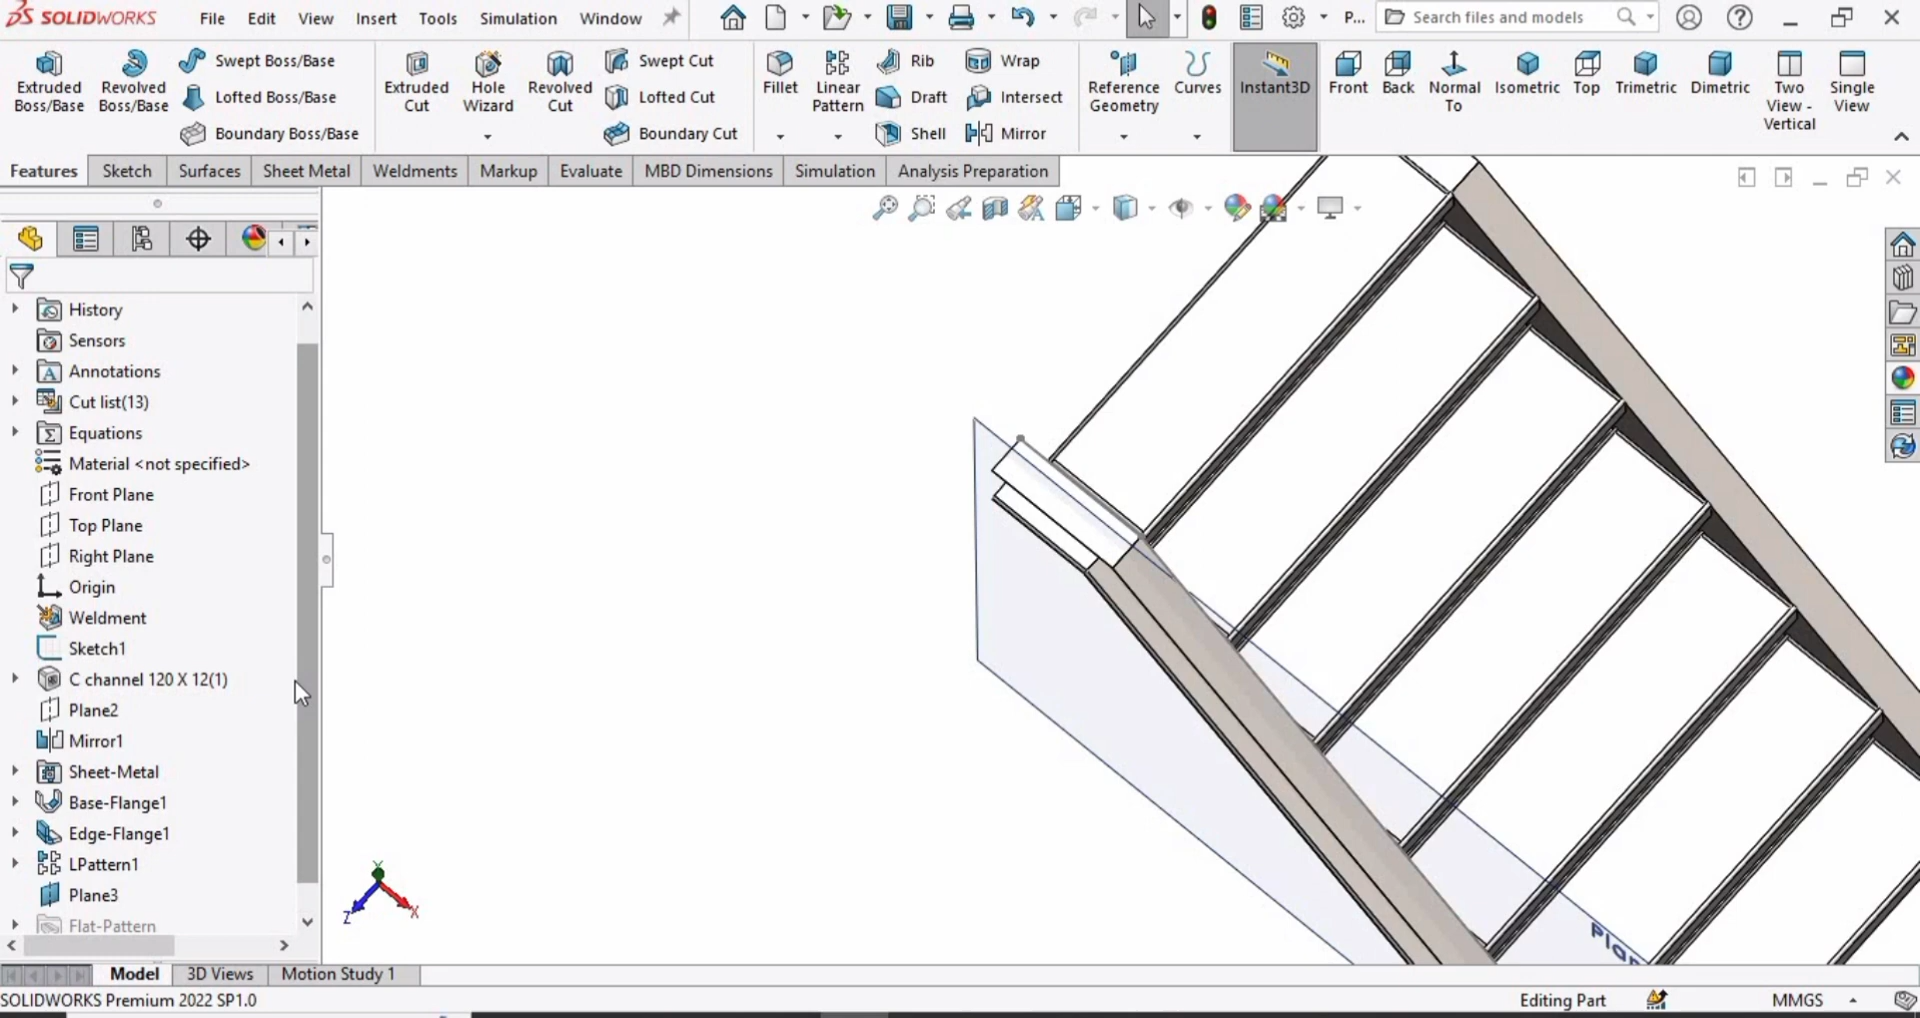 SOLIDWORKS File Edit View Insert Tools Simulation Window P... Search files and models
Extruded Boss/Base Revolved Boss/Base Swept Boss/Base Lofted Boss/Base Boundary Boss/Base Extruded Cut Hole Wizard Revolved Cut Swept Cut Lofted Cut Boundary Cut Fillet Linear Pattern Rib Draft Shell Wrap Intersect Mirror Reference Geometry Curves Instant3D Front Back Normal To Isometric Top Trimetric Dimetric Two View - Vertical Single View
Features Sketch Surfaces Sheet Metal Weldments Markup Evaluate MBD Dimensions Simulation Analysis Preparation
History
Sensors
Annotations
Cut list(13)
Equations
Material <not specified>
Front Plane
Top Plane
Right Plane
Origin
Weldment
Sketch1
C channel 120 X 12(1)
Plane2
Mirror1
Sheet-Metal
Base-Flange1
Edge-Flange1
LPattern1
Plane3
Flat-Pattern
Y
Z X
Model 3D Views Motion Study 1
SOLIDWORKS Premium 2022 SP1.0 Editing Part MMGS